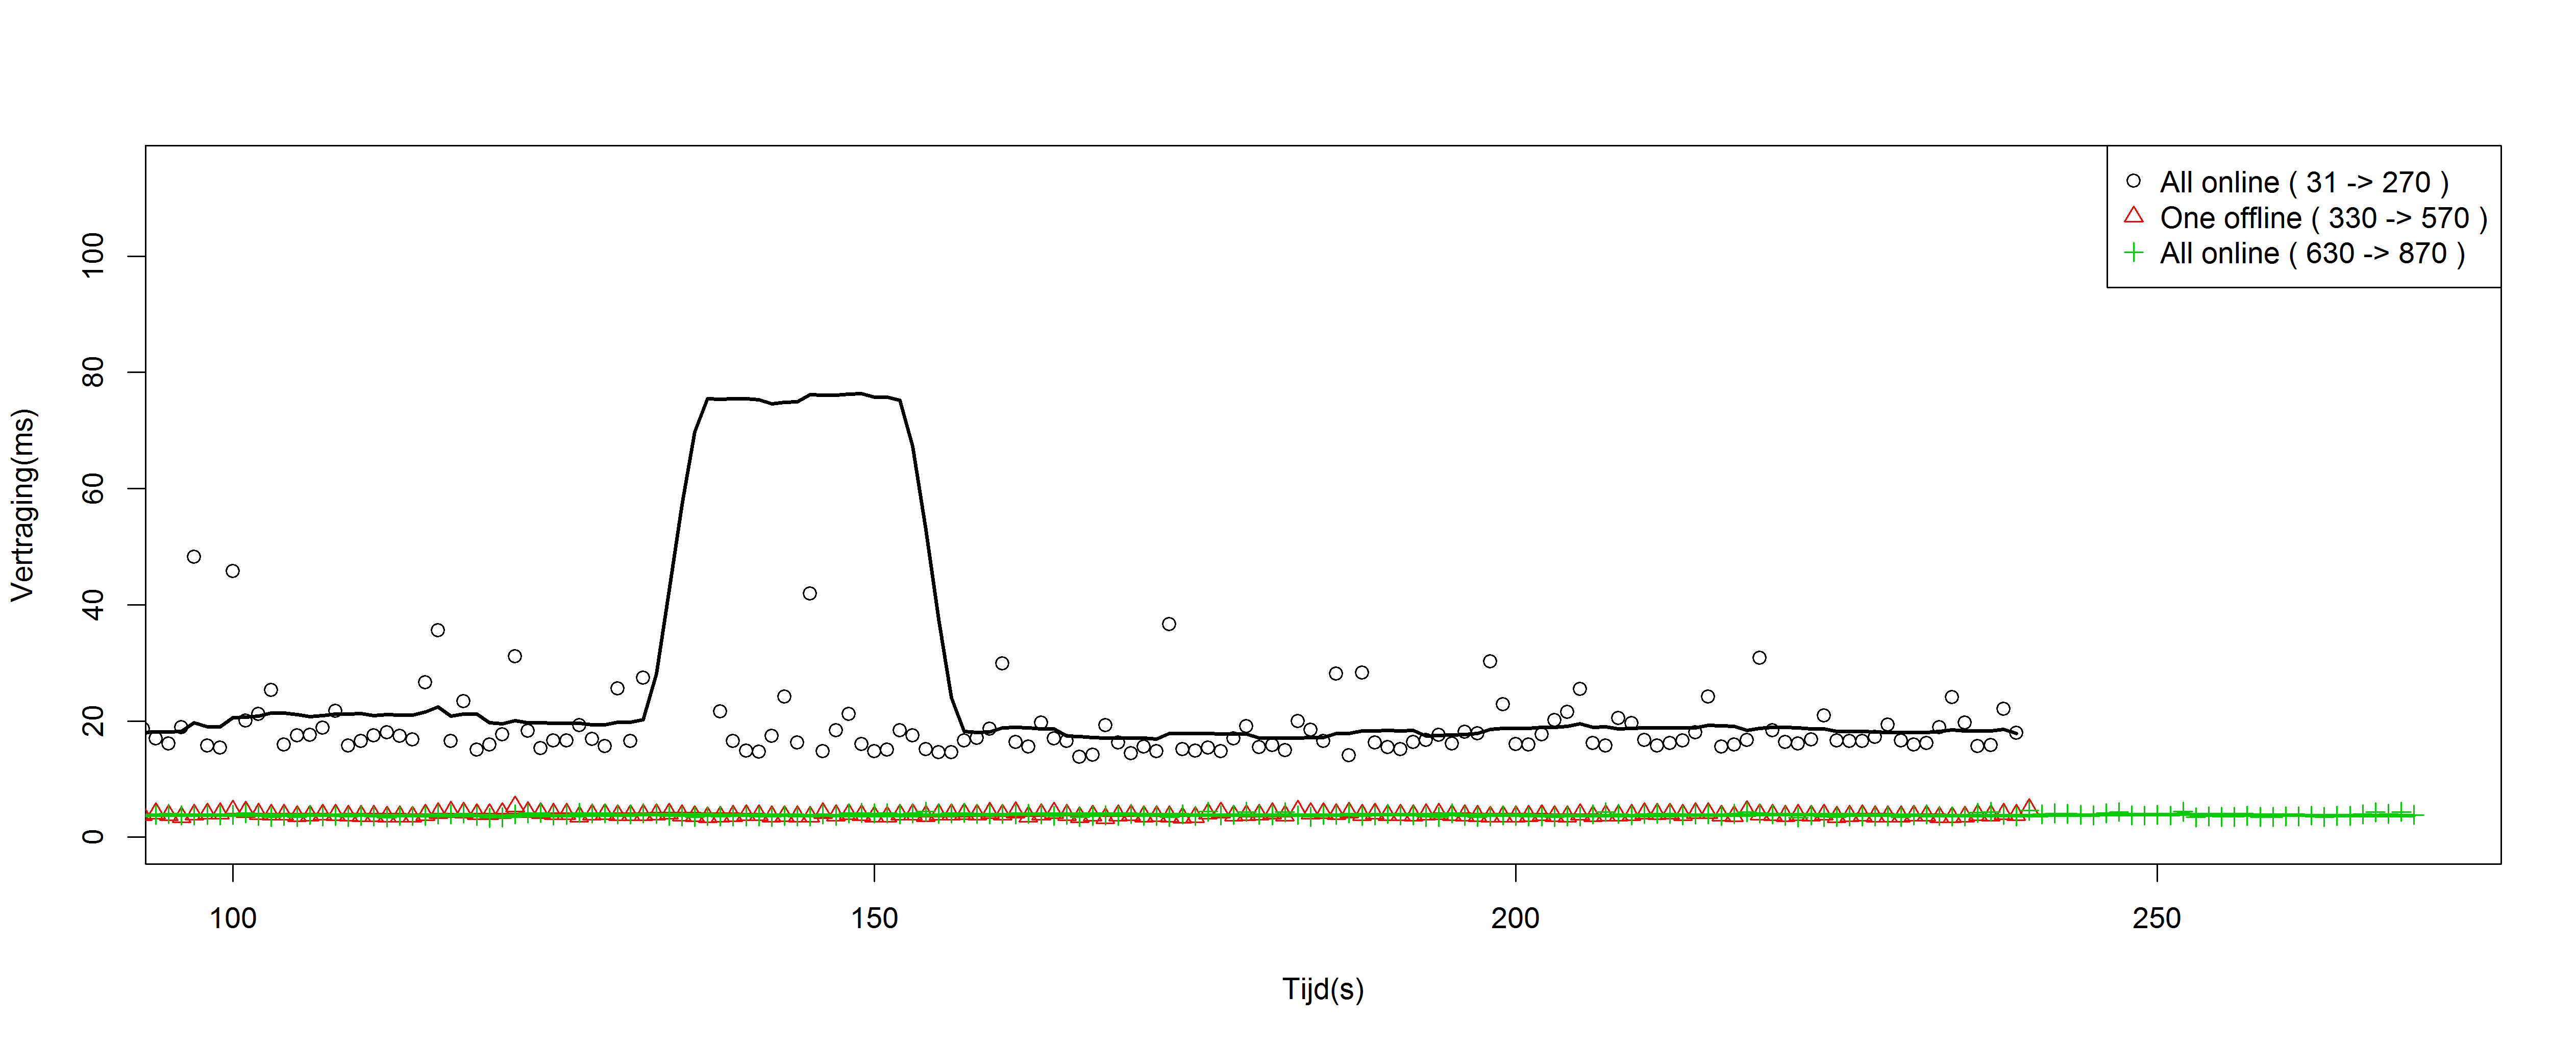 All online ( 31 -> 270 )
One offline ( 330 -> 570 )
All online ( 630 -> 870 )
Vertraging(ms)
100
80
60
40
20
0
100
150
200
250
Tijd(s)